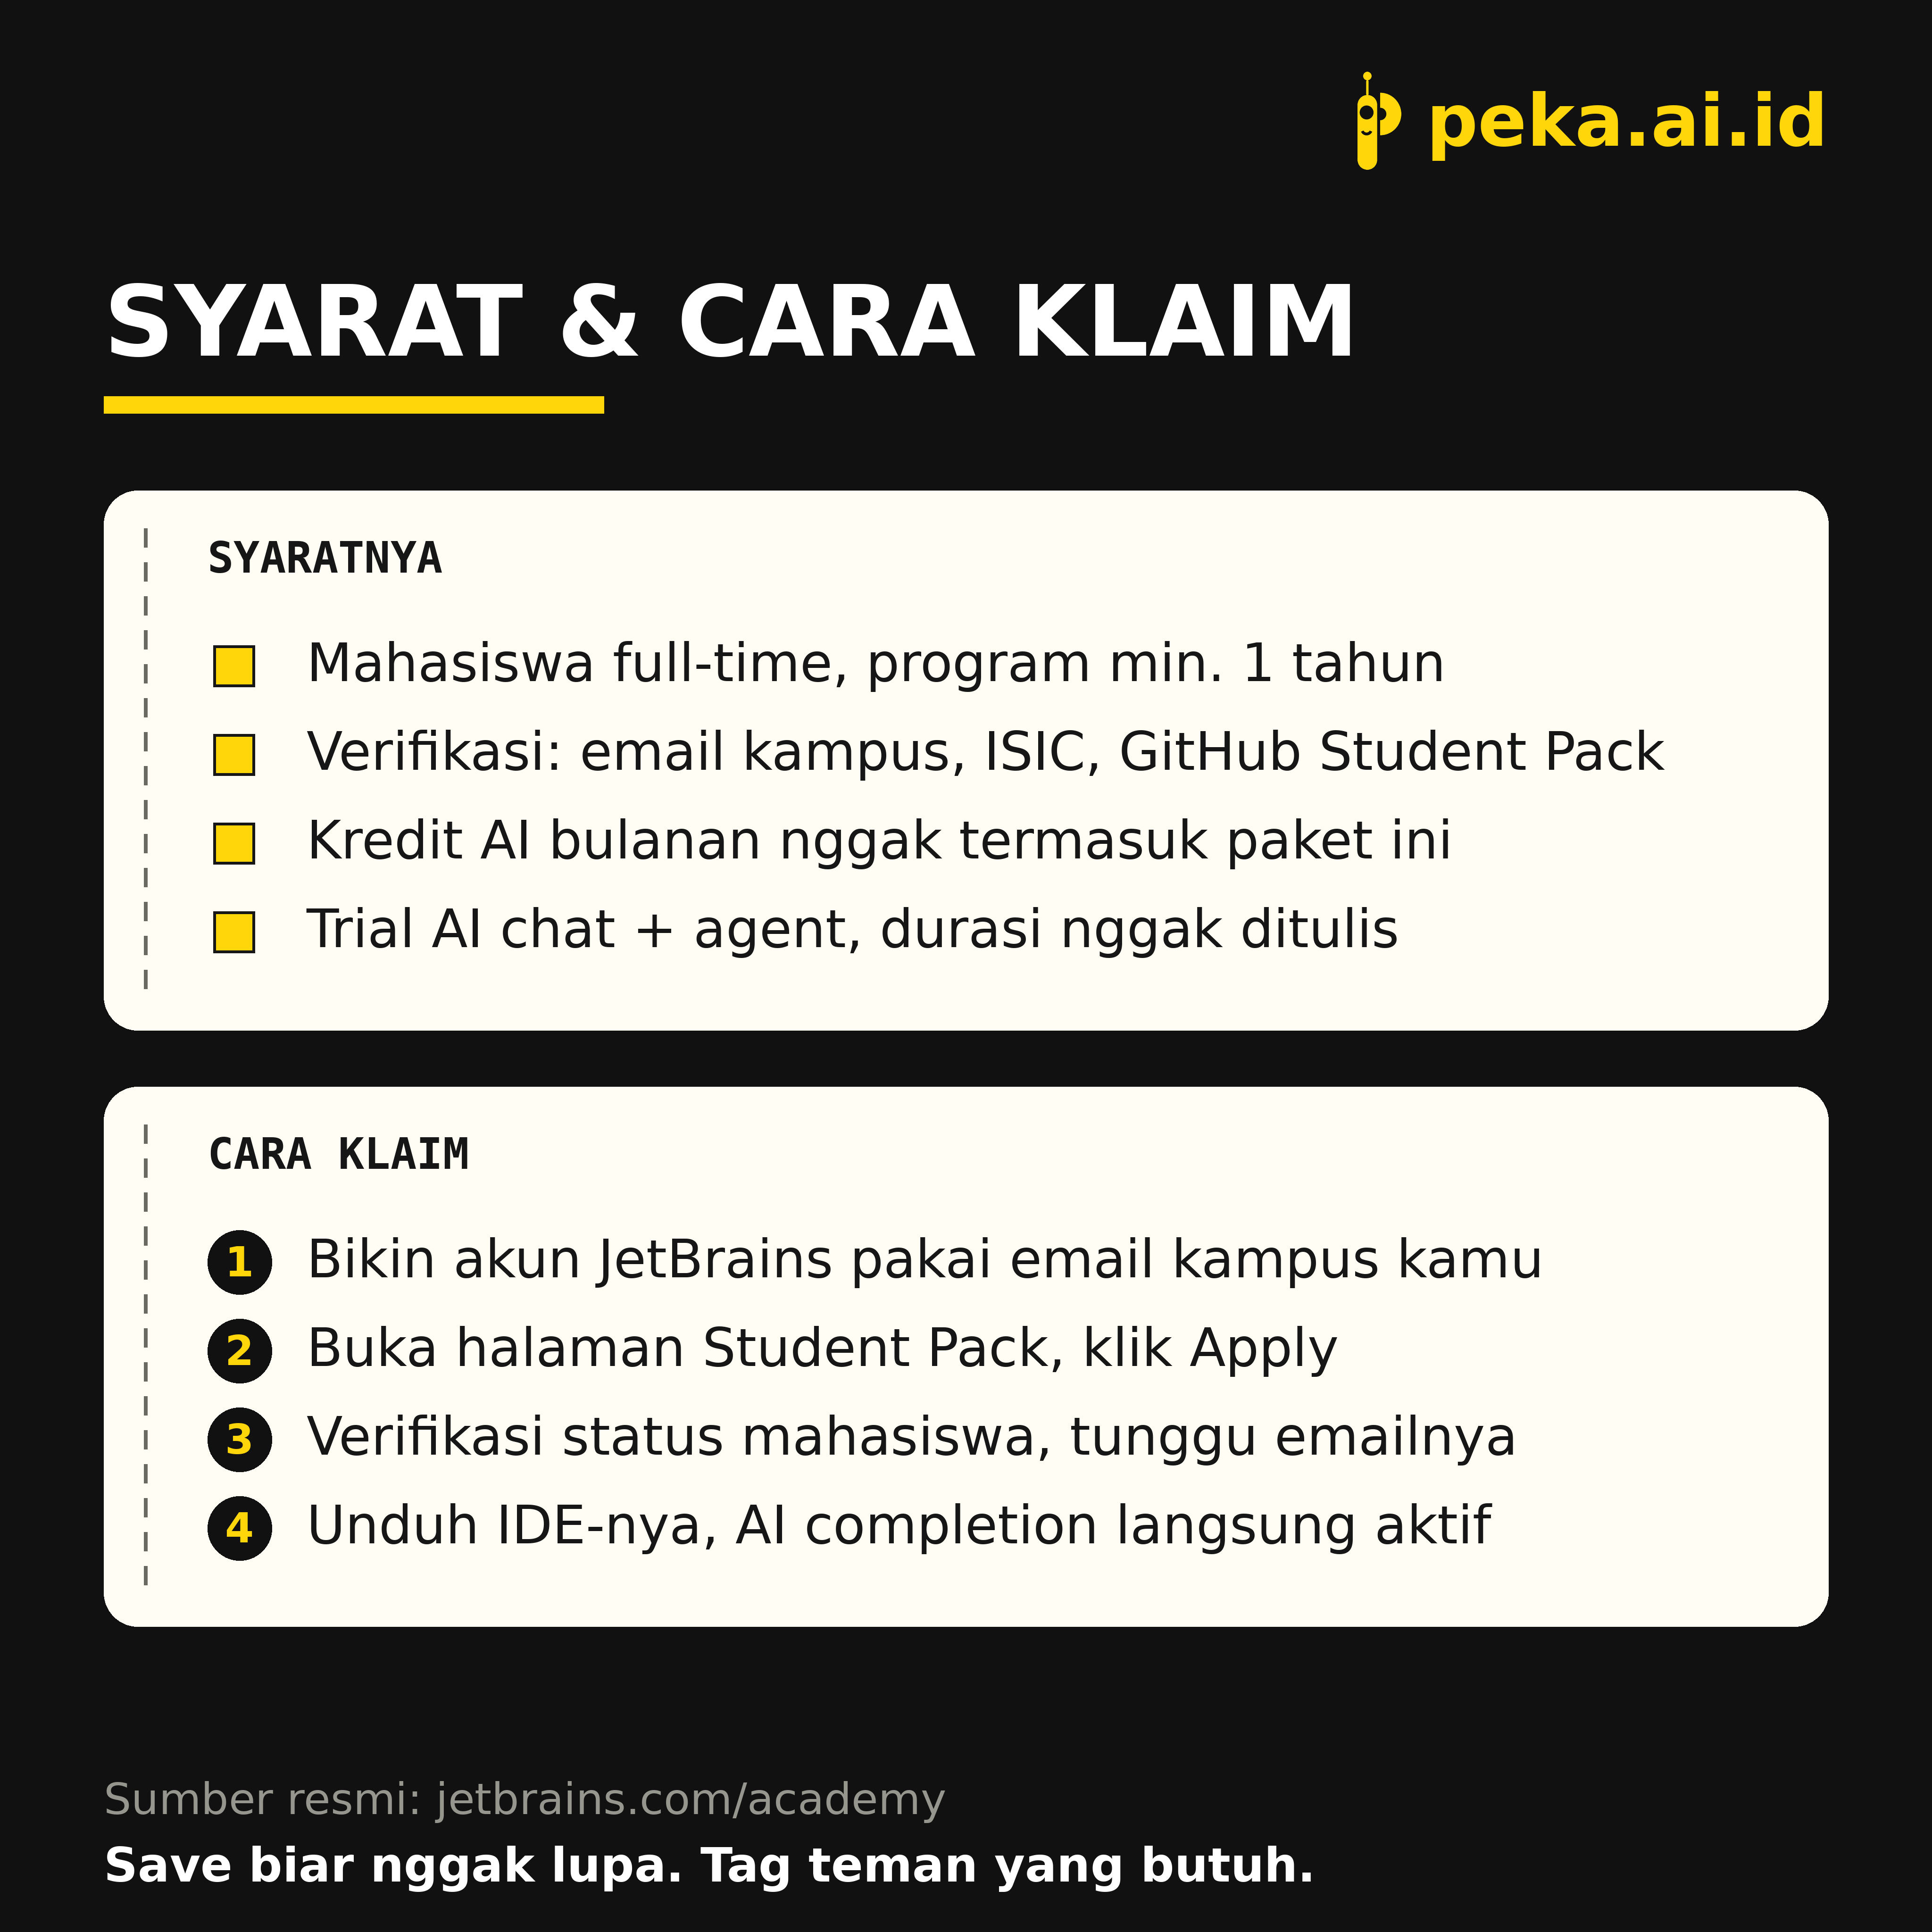 peka.ai.id
SYARAT & CARA KLAIM
SYARATNYA
Mahasiswa full-time, program min. 1 tahun
Verifikasi: email kampus, ISIC, GitHub Student Pack
Kredit AI bulanan nggak termasuk paket ini
Trial AI chat + agent, durasi nggak ditulis
CARA KLAIM
1 Bikin akun JetBrains pakai email kampus kamu
2 Buka halaman Student Pack, klik Apply
3 Verifikasi status mahasiswa, tunggu emailnya
4 Unduh IDE-nya, AI completion langsung aktif
Sumber resmi: jetbrains.com/academy
Save biar nggak lupa. Tag teman yang butuh.